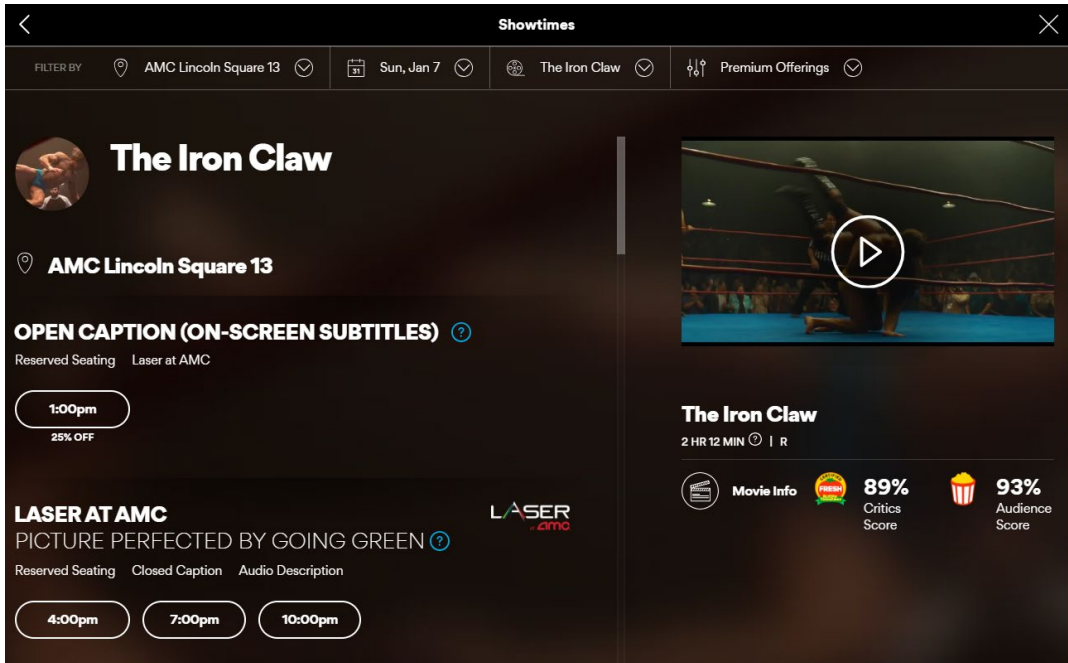 Showtimes
FILTER BY
AMC Lincoln Square 13
31
Sun, Jan 7
The Iron Claw
Premium Offerings
The Iron Claw
AMC Lincoln Square 13
OPEN CAPTION (ON-SCREEN SUBTITLES) ?
Reserved Seating Laser at AMC
1:00pm
25% OFF
LASER AT AMC
PICTURE PERFECTED BY GOING GREEN ?
LASER
at amc
Reserved Seating Closed Caption Audio Description
4:00pm 7:00pm 10:00pm
The Iron Claw
2 HR 12 MIN ? | R
Movie Info
FRESH
89%
Critics
Score
93%
Audience
Score